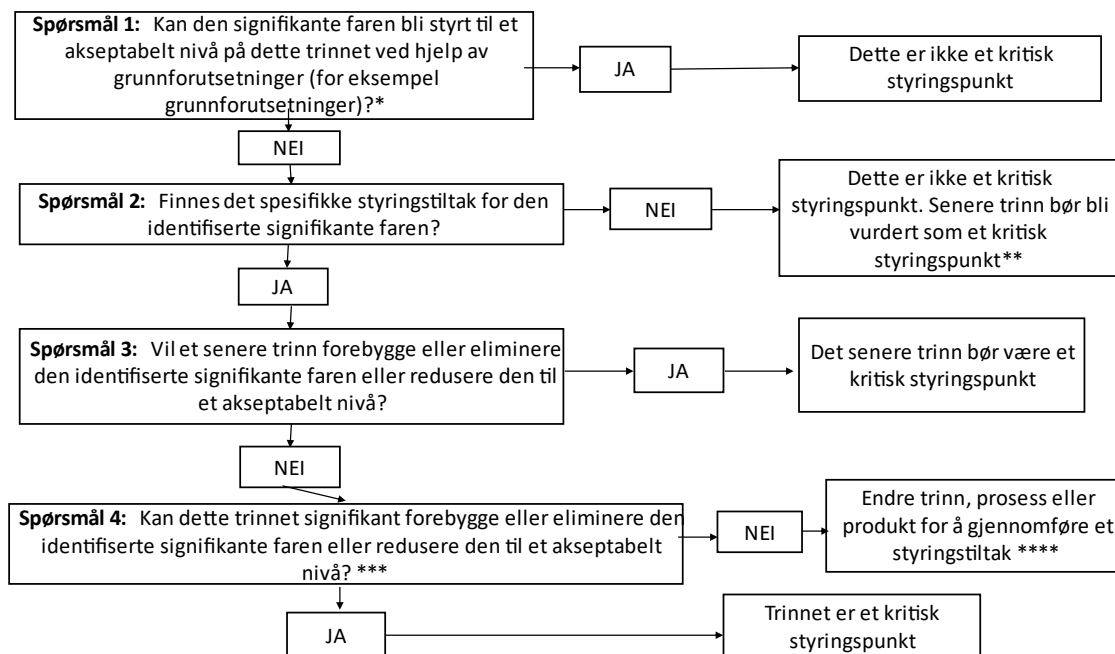 Spørsmål 1: Kan den signifikante faren bli styrt til et
akseptabelt nivå på dette trinnet ved hjelp av
grunnforutsetninger (for eksempel
grunnforutsetninger)?*
JA
Dette er ikke et kritisk
styringspunkt
NEI
Spørsmål 2: Finnes det spesifikke styringstiltak for den
identifiserte signifikante faren?
NEI
Dette er ikke et kritisk
styringspunkt. Senere trinn bør bli
vurdert som et kritisk
styringspunkt**
JA
Spørsmål 3: Vil et senere trinn forebygge eller eliminere
den identifiserte signifikante faren eller redusere den til
et akseptabelt nivå?
JA
Det senere trinn bør være et
kritisk styringspunkt
NEI
Spørsmål 4: Kan dette trinnet signifikant forebygge eller eliminere den
identifiserte signifikante faren eller redusere den til et akseptabelt
nivå? ***
NEI
Endre trinn, prosess eller
produkt for å gjennomføre et
styringstiltak ****
JA
Trinnet er et kritisk
styringspunkt